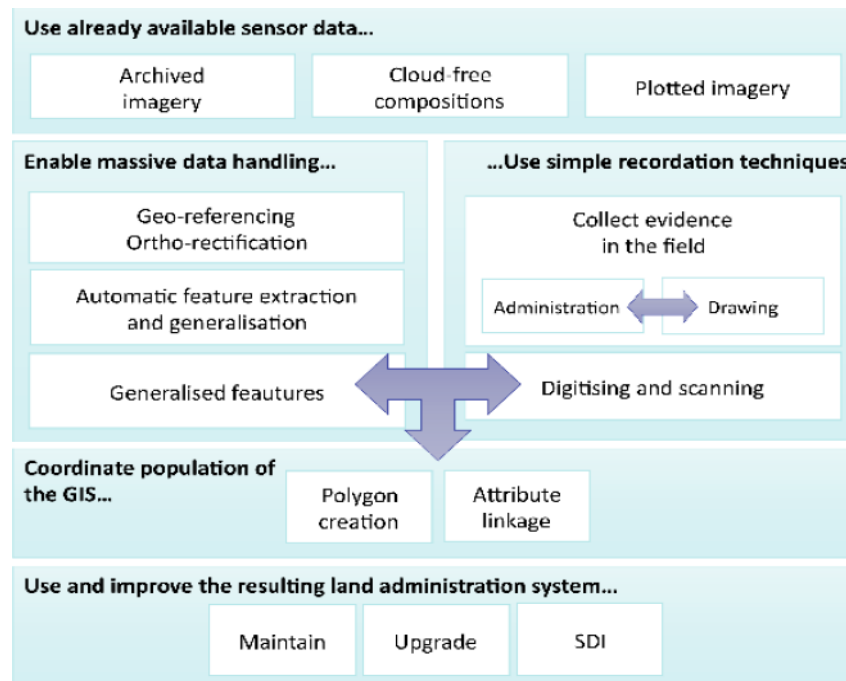 Use already available sensor data...
Archived
imagery
Cloud-free
compositions
Plotted imagery
Enable massive data handling...
Geo-referencing
Ortho-rectification
Automatic feature extraction
and generalisation
Generalised feautures
...Use simple recordation techniques
Collect evidence
in the field
Administration
Drawing
Digitising and scanning
Coordinate population of
the GIS...
Polygon
creation
Attribute
linkage
Use and improve the resulting land administration system...
Maintain
Upgrade
SDI